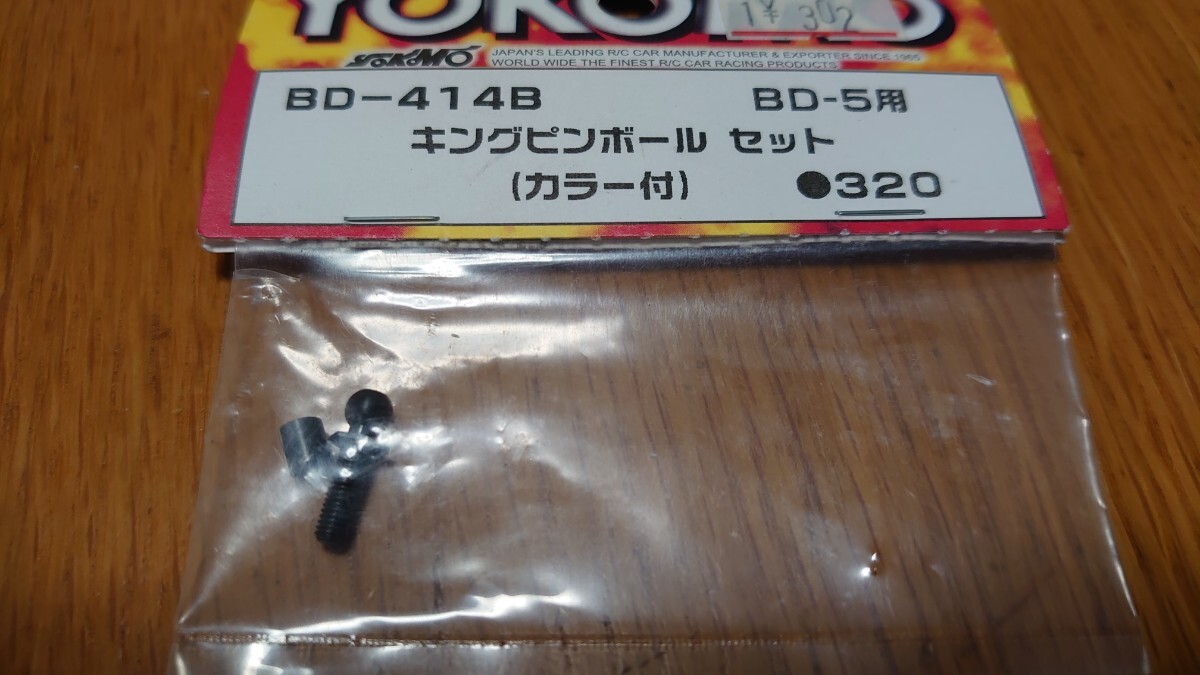 YOKOMO
1¥ 302
YOKOMO JAPAN'S LEADING R/C CAR MANUFACTURER & EXPORTER SINCE 1965
WORLD WIDE THE FINEST R/C CAR RACING PRODUCTS
BD-414B BD-5用
キングピンボール セット
(カラー付) ●320